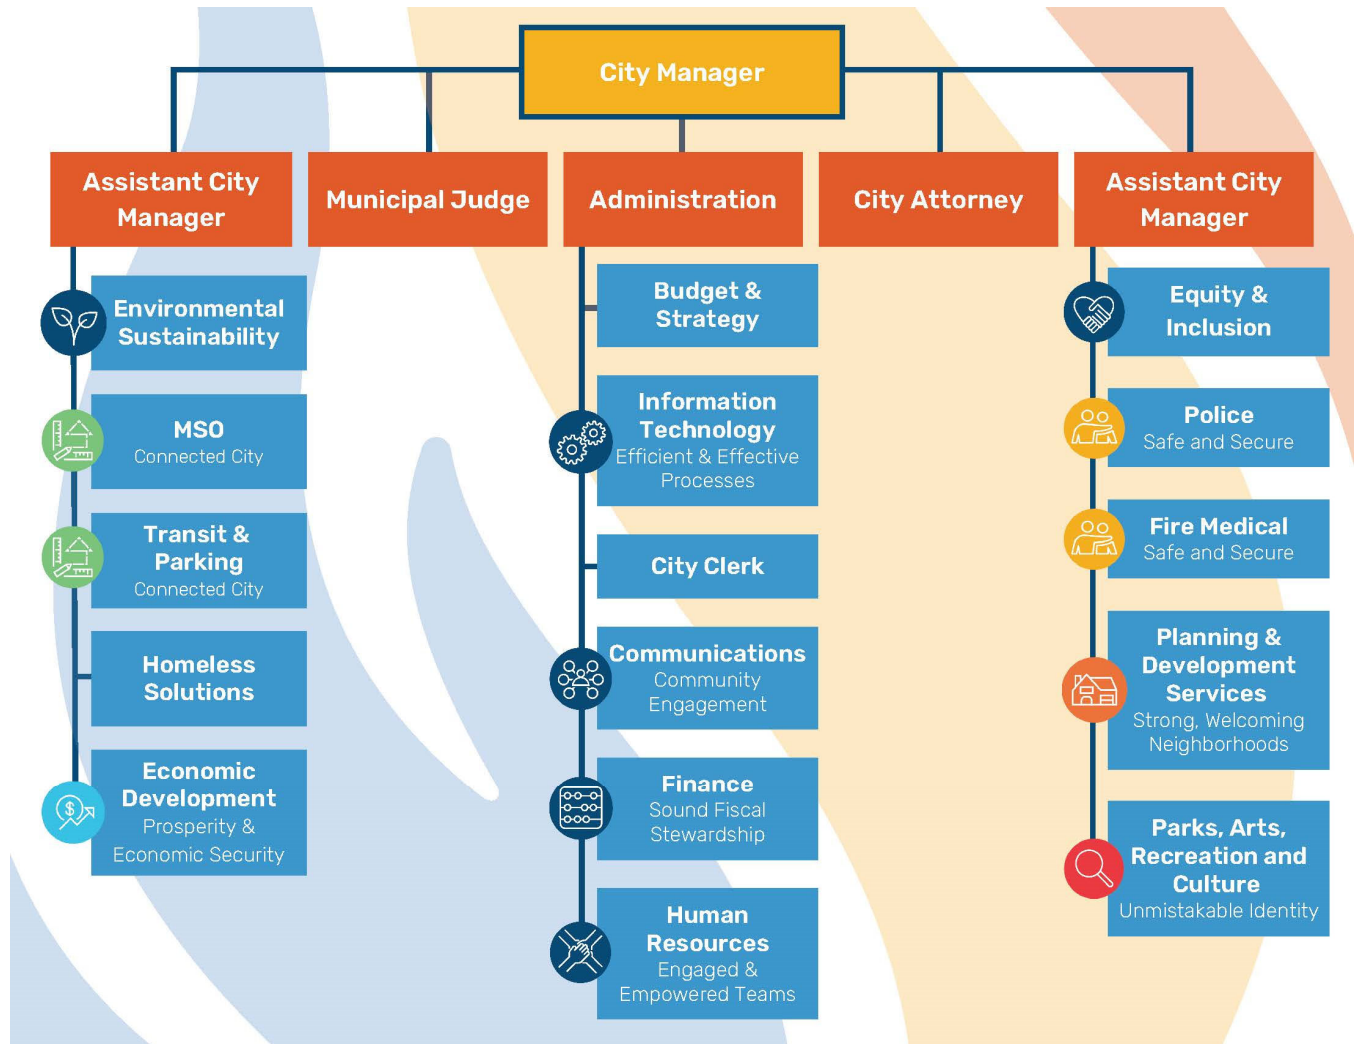 City Manager
Assistant City
Manager
Municipal Judge
Administration
City Attorney
Assistant City
Manager
Environmental
Sustainability
MSO
Connected City
Transit &
Parking
Connected City
Homeless
Solutions
Economic
Development
Prosperity &
Economic Security
Budget &
Strategy
Information
Technology
Efficient & Effective
Processes
City Clerk
Communications
Community
Engagement
Finance
Sound Fiscal
Stewardship
Human
Resources
Engaged &
Empowered Teams
Equity &
Inclusion
Police
Safe and Secure
Fire Medical
Safe and Secure
Planning &
Development
Services
Strong, Welcoming
Neighborhoods
Parks, Arts,
Recreation and
Culture
Unmistakable Identity